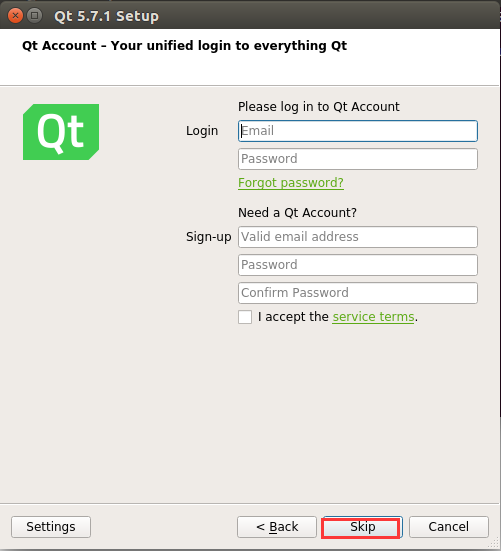 Qt 5.7.1 Setup
Qt Account – Your unified login to everything Qt
Qt
Please log in to Qt Account
Login
Email
Password
Forgot password?
Need a Qt Account?
Sign-up
Valid email address
Password
Confirm Password
I accept the service terms.
Settings
< Back
Skip
Cancel